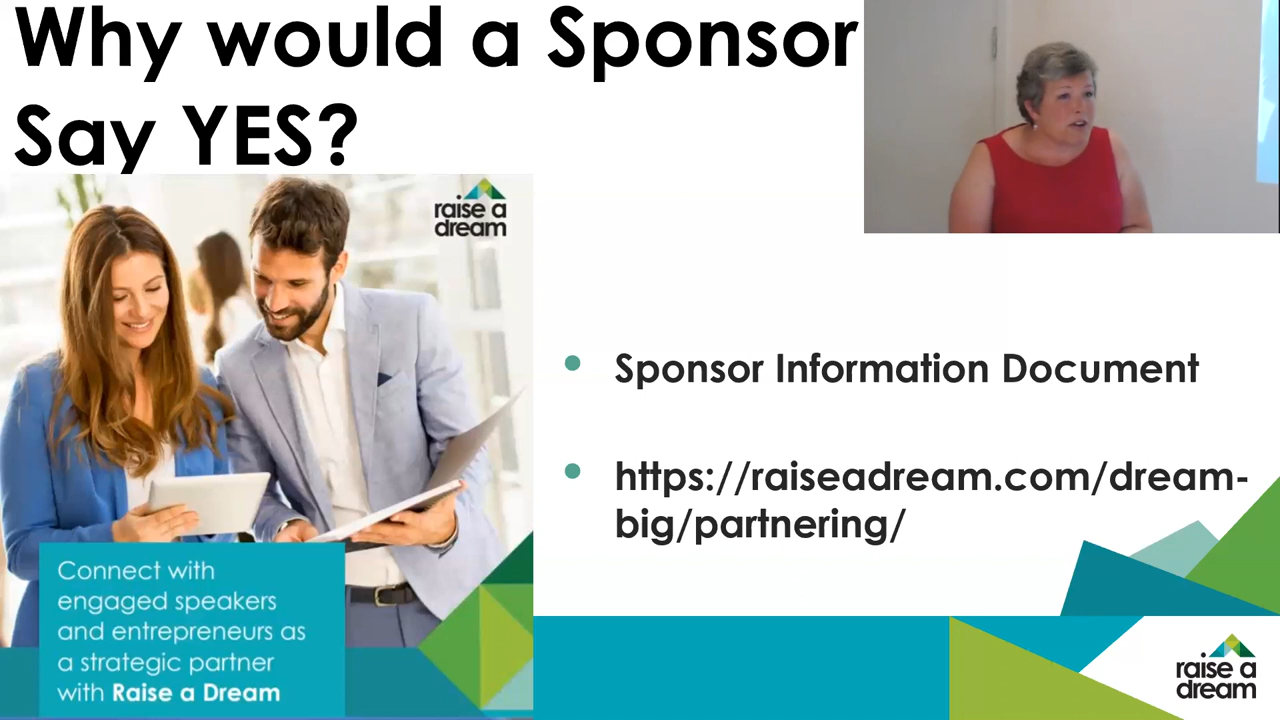 Why would a Sponsor
Say YES?
raise a
dream
Sponsor Information Document
https://raiseadream.com/dream-
big/partnering/
Connect with
engaged speakers
and entrepreneurs as
a strategic partner
with Raise a Dream
raise a
dream